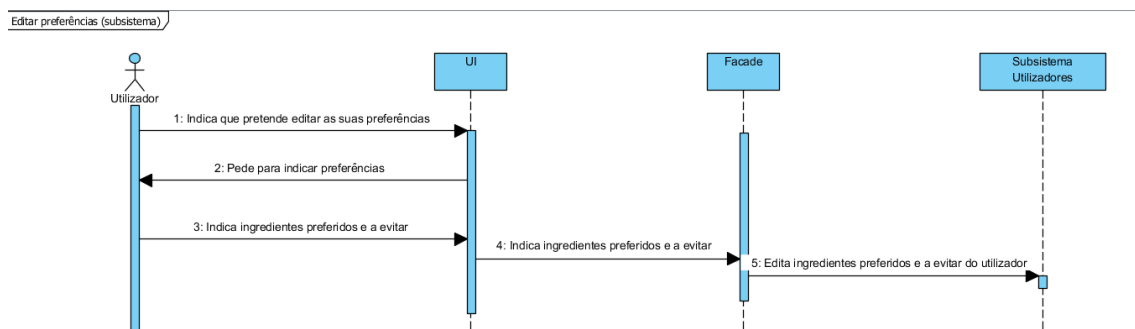 Editar preferências (subsistema)
UI
Facade
Subsistema
Utilizadores
Utilizador
1: Indica que pretende editar as suas preferências
2: Pede para indicar preferências
3: Indica ingredientes preferidos e a evitar
4: Indica ingredientes preferidos e a evitar
5: Edita ingredientes preferidos e a evitar do utilizador